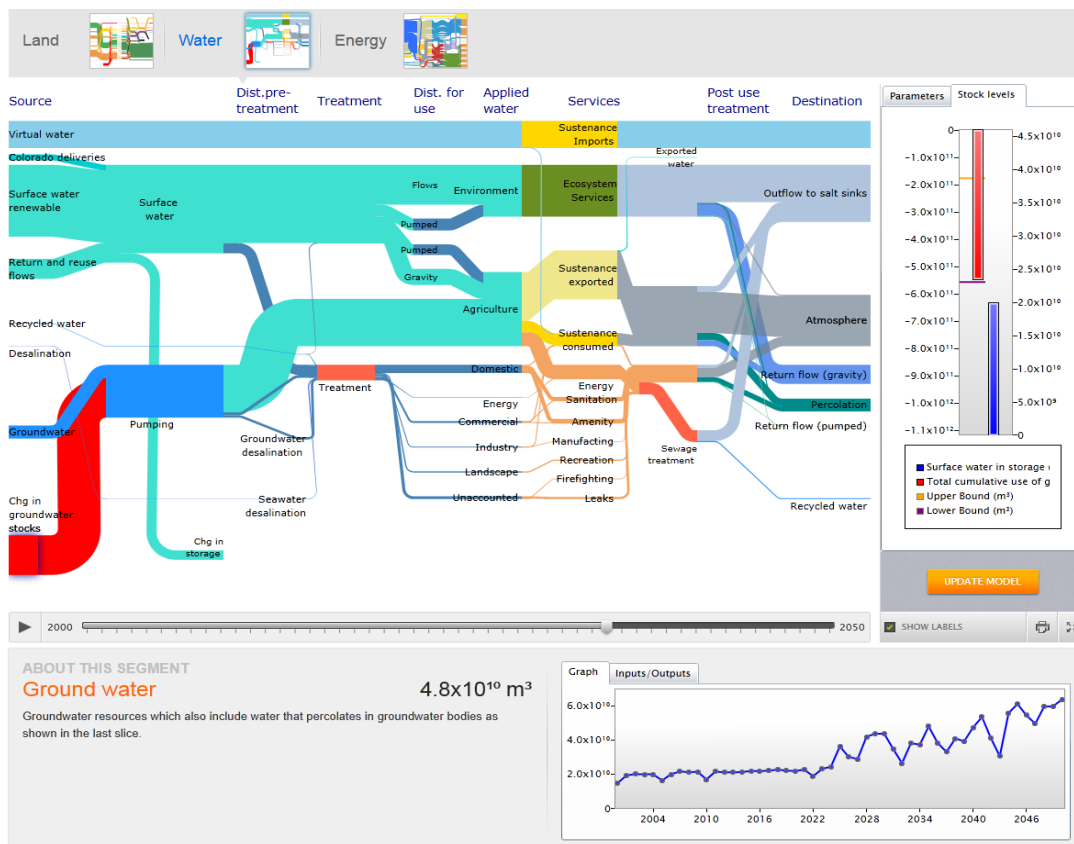 Land
Water
Energy
Source
Dist.pre-
treatment
Treatment
Dist. for
use
Applied
water
Services
Post use
treatment
Destination
Virtual water
Sustenance
Imports
Colorado deliveries
Exported
water
Surface water
renewable
Surface
water
Flows
Environment
Ecosystem
Services
Outflow to salt sinks
Pumped
Pumped
Return and reuse
flows
Gravity
Sustenance
exported
Agriculture
Atmosphere
Recycled water
Sustenance
consumed
Desalination
Domestic
Treatment
Return flow (gravity)
Energy
Energy
Sanitation
Percolation
Groundwater
Pumping
Commercial
Amenity
Return flow (pumped)
Groundwater
desalination
Industry
Manufacting
Sewage
treatment
Landscape
Recreation
Firefighting
Chg in
groundwater
stocks
Seawater
desalination
Unaccounted
Leaks
Recycled water
Chg in
storage
Parameters
Stock levels
0
-1.0x10¹¹
-2.0x10¹¹
-3.0x10¹¹
-4.0x10¹¹
-5.0x10¹¹
-6.0x10¹¹
-7.0x10¹¹
-8.0x10¹¹
-9.0x10¹¹
-1.0x10¹²
-1.1x10¹²
4.5x10¹⁰
4.0x10¹⁰
3.5x10¹⁰
3.0x10¹⁰
2.5x10¹⁰
2.0x10¹⁰
1.5x10¹⁰
1.0x10¹⁰
5.0x10⁹
0
Surface water in storage (
Total cumulative use of g
Upper Bound (m³)
Lower Bound (m³)
UPDATE MODEL
SHOW LABELS
2000
2050
ABOUT THIS SEGMENT
Ground water
4.8x10¹⁰ m³
Groundwater resources which also include water that percolates in groundwater bodies as
shown in the last slice.
Graph
Inputs/Outputs
6.0x10¹⁰
4.0x10¹⁰
2.0x10¹⁰
0
2004
2010
2016
2022
2028
2034
2040
2046